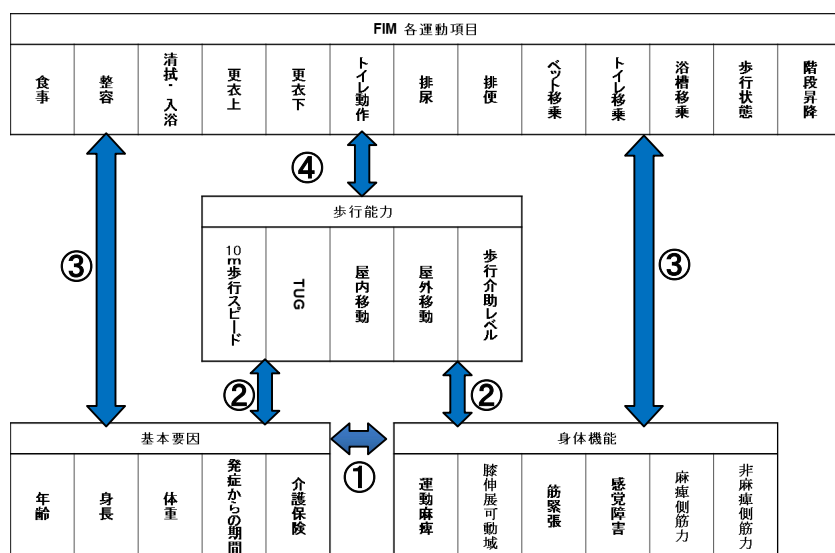 FIM 各運動項目
食事
整容
清拭・入浴
更衣上
更衣下
トイレ動作
排尿
排便
ベット移乗
トイレ移乗
浴槽移乗
歩行状態
階段昇降
④
歩行能力
③
③
10m歩行スピード
TUG
屋内移動
屋外移動
歩行介助レベル
②
②
基本要因
身体機能
①
年齢
身長
体重
発症からの期間
介護保険
運動麻痺
膝伸展可動域
筋緊張
感覚障害
麻痺側筋力
非麻痺側筋力